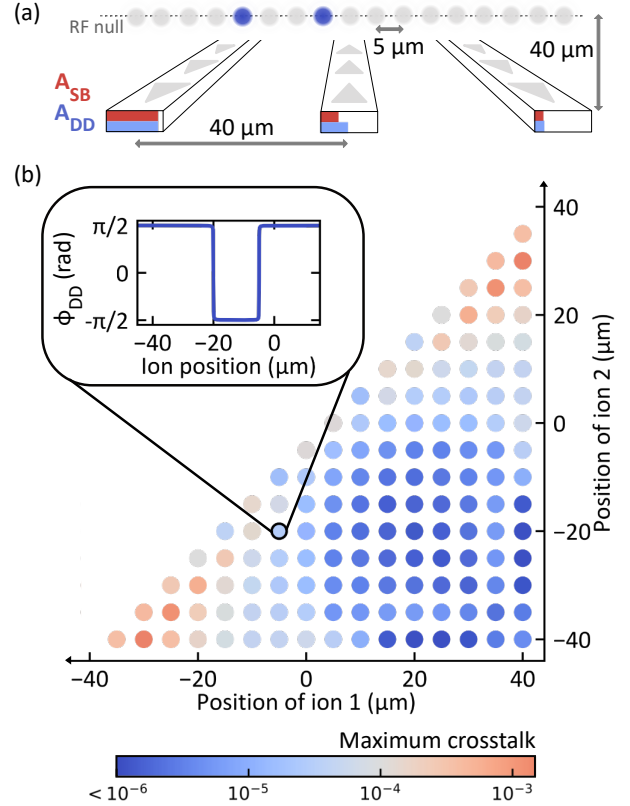 (a)
RF null
5 μm
40 μm
A_SB
A_DD
40 μm
(b)
π/2
0
-π/2
ϕ_DD (rad)
−40
−20
0
Ion position (μm)
40
20
0
−20
−40
Position of ion 2 (μm)
−40
−20
0
20
40
Position of ion 1 (μm)
Maximum crosstalk
< 10⁻⁶
10⁻⁵
10⁻⁴
10⁻³